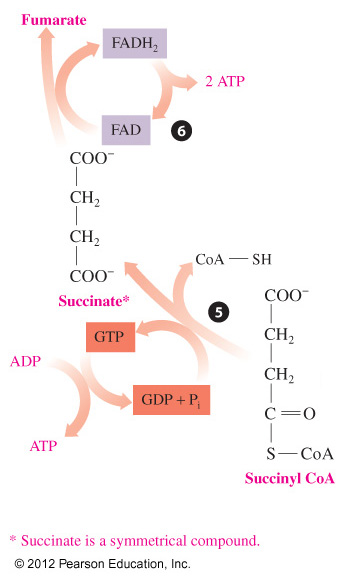 Fumarate
FADH₂
2 ATP
FAD
6
COO⁻
CH₂
CH₂
COO⁻
Succinate*
CoA — SH
5
COO⁻
CH₂
CH₂
C=O
S—CoA
Succinyl CoA
GTP
ADP
GDP + Pᵢ
ATP
* Succinate is a symmetrical compound.
© 2012 Pearson Education, Inc.